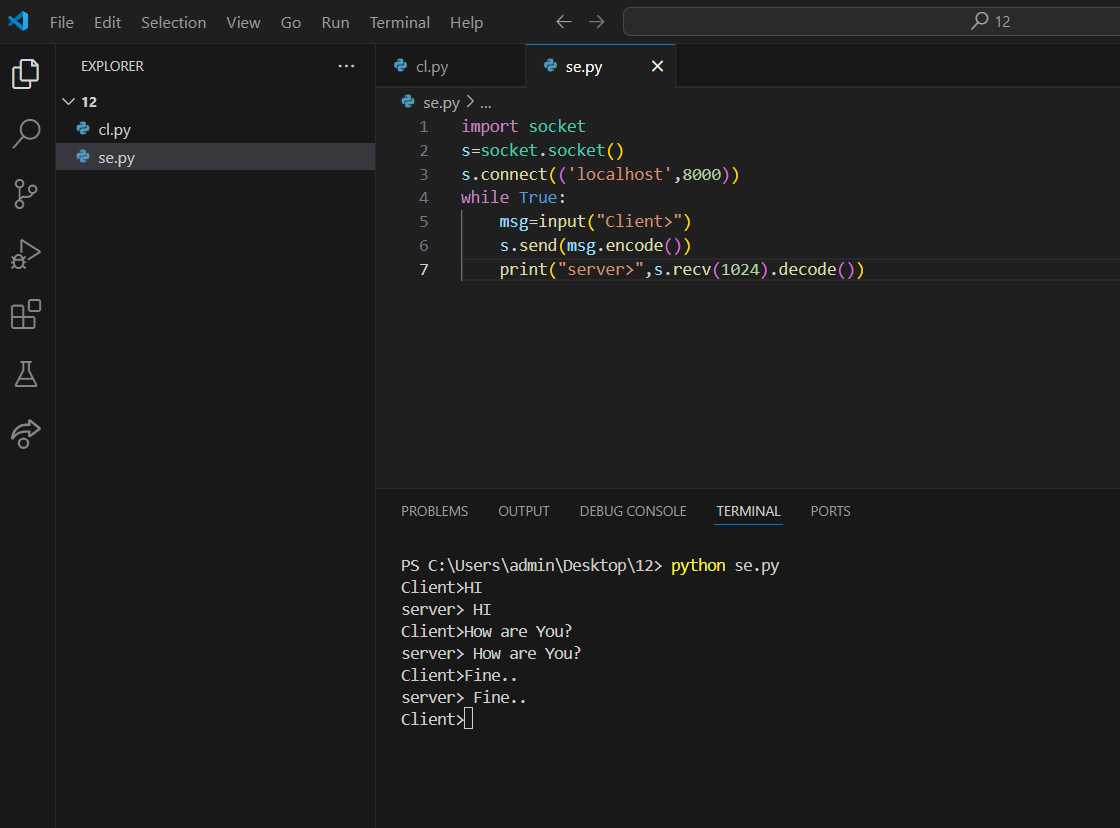 File Edit Selection View Go Run Terminal Help
12
EXPLORER
12
cl.py
se.py
cl.py
se.py
se.py > ...
1 import socket
2 s=socket.socket()
3 s.connect(('localhost',8000))
4 while True:
5 msg=input("Client>")
6 s.send(msg.encode())
7 print("server>",s.recv(1024).decode())
PROBLEMS OUTPUT DEBUG CONSOLE TERMINAL PORTS
PS C:\Users\admin\Desktop\12> python se.py
Client>HI
server> HI
Client>How are You?
server> How are You?
Client>Fine..
server> Fine..
Client>